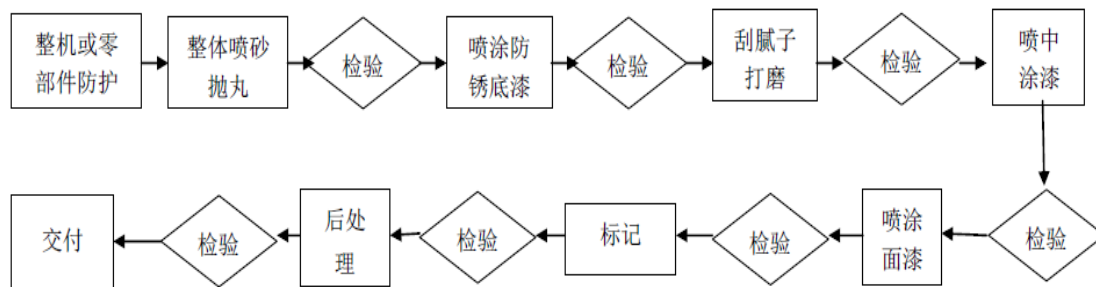 整机或零
部件防护
整体喷砂
抛丸
检验
喷涂防
锈底漆
检验
刮腻子
打磨
检验
喷中
涂漆
检验
喷涂
面漆
检验
标记
检验
后处
理
检验
交付